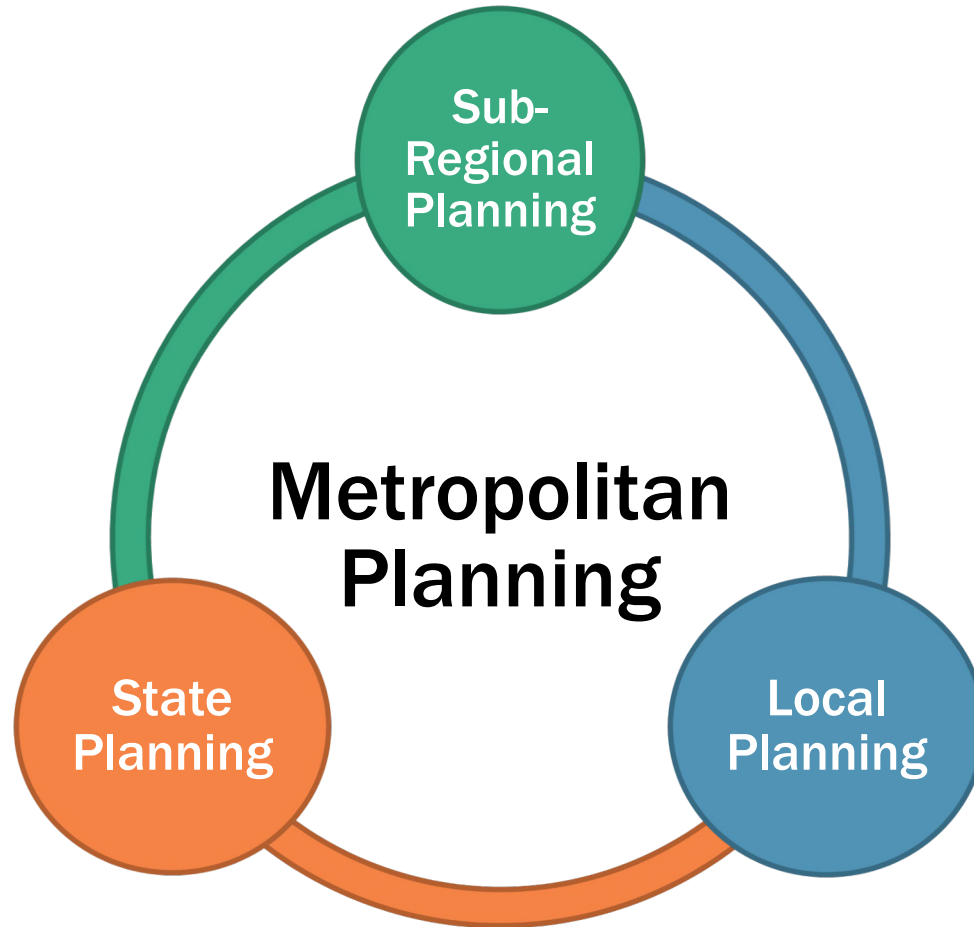 Sub-
Regional
Planning
Metropolitan
Planning
State
Planning
Local
Planning